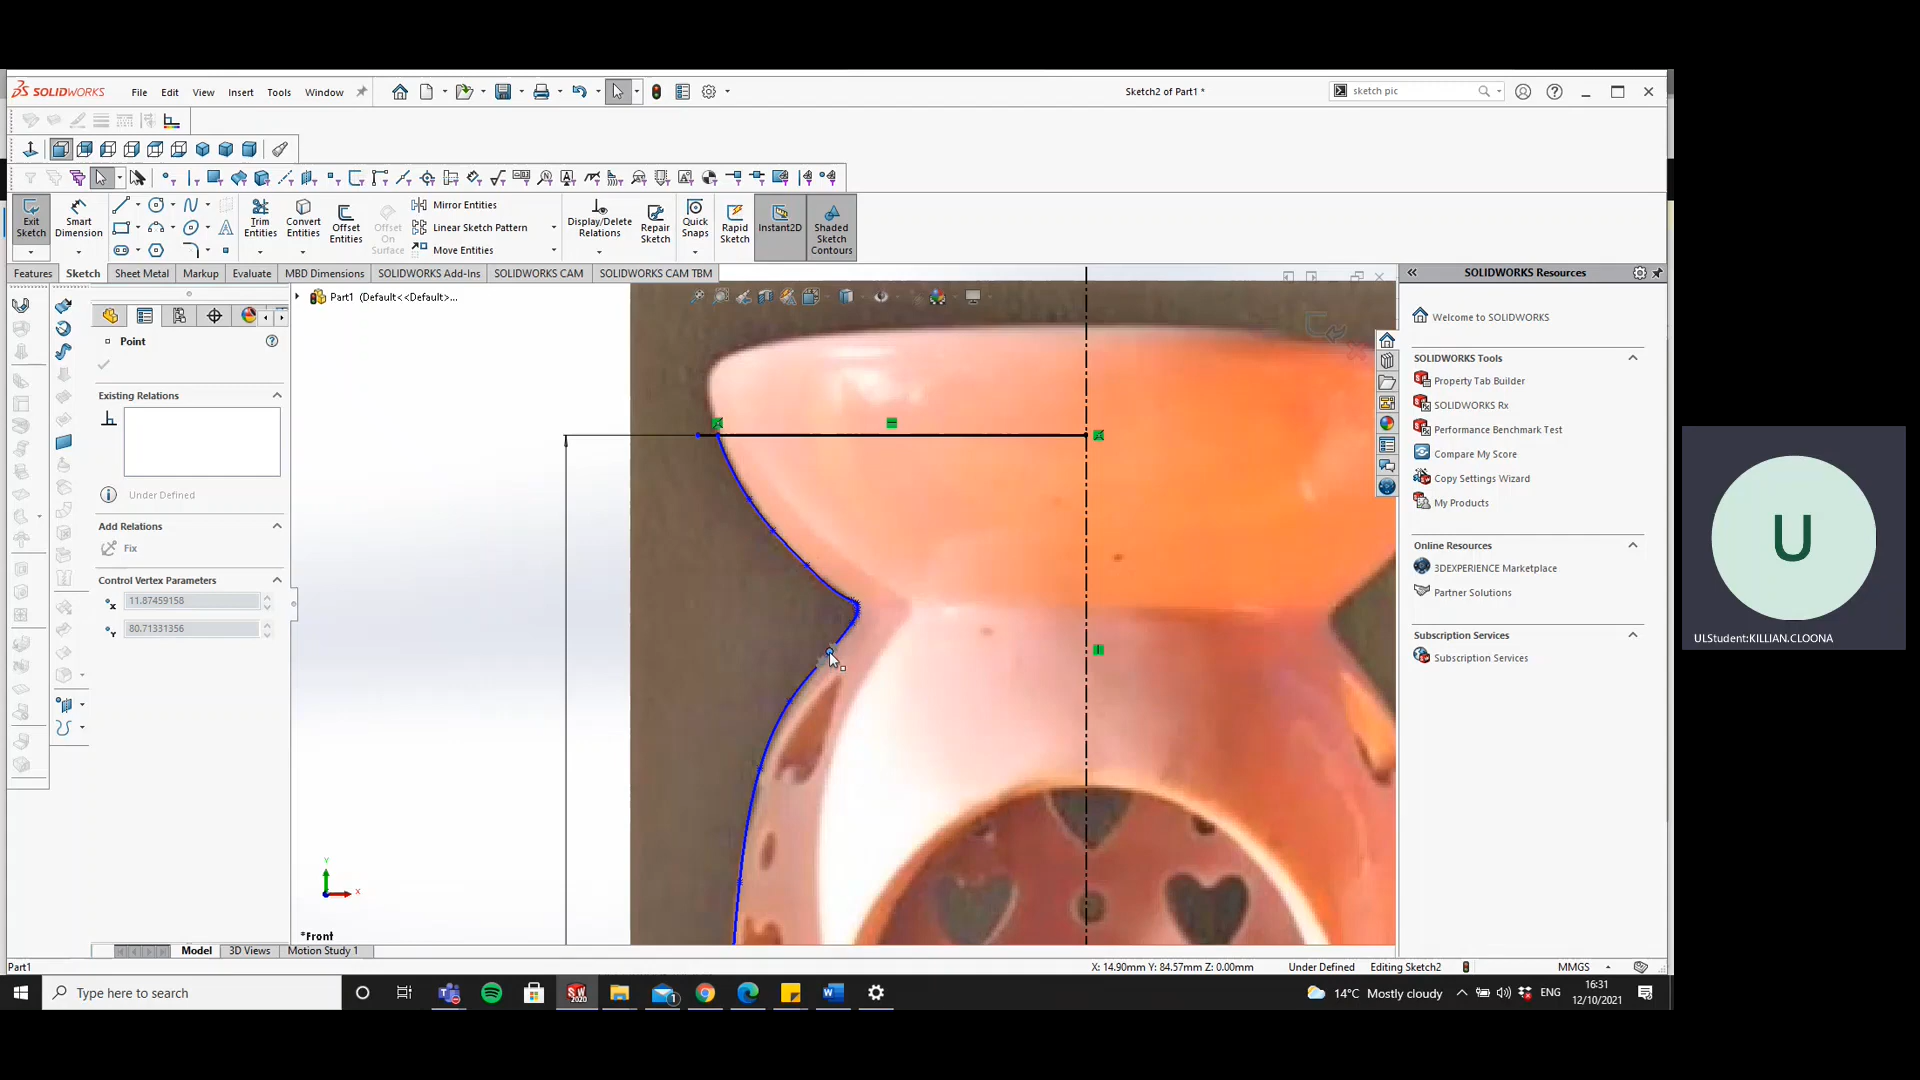 SOLIDWORKS File Edit View Insert Tools Window Sketch2 of Part1 * sketch pic
Exit Sketch
Smart Dimension
Trim Entities
Convert Entities
Offset Entities
Offset On Surface
Mirror Entities
Linear Sketch Pattern
Move Entities
Display/Delete Relations
Repair Sketch
Quick Snaps
Rapid Sketch
Instant2D
Shaded Sketch Contours
Features Sketch Sheet Metal Markup Evaluate MBD Dimensions SOLIDWORKS Add-Ins SOLIDWORKS CAM SOLIDWORKS CAM TBM
SOLIDWORKS Resources
Part1 (Default<<Default>...
Point
Existing Relations
Under Defined
Add Relations
Fix
Control Vertex Parameters
X 11.87459158
Y 80.71331356
Welcome to SOLIDWORKS
SOLIDWORKS Tools
Property Tab Builder
SOLIDWORKS Rx
Performance Benchmark Test
Compare My Score
Copy Settings Wizard
My Products
Online Resources
3DEXPERIENCE Marketplace
Partner Solutions
Subscription Services
Subscription Services
U
ULStudent:KILLIAN.CLOONA
Y
X
*Front
Model 3D Views Motion Study 1
Part1 X: 14.90mm Y: 84.57mm Z: 0.00mm Under Defined Editing Sketch2 MMGS
Type here to search 14°C Mostly cloudy ENG
16:31
12/10/2021